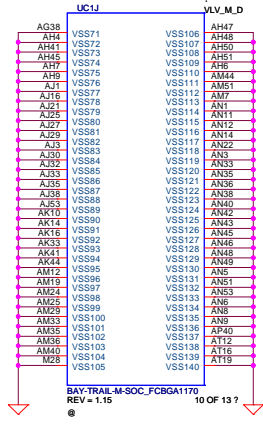 UC1J VLV_M_D
AG38 VSS71 VSS106 AH47
AH4 VSS72 VSS107 AH48
AH41 VSS73 VSS108 AH50
AH45 VSS74 VSS109 AH51
AH7 VSS75 VSS110 AH6
AH9 VSS76 VSS111 AM44
AJ1 VSS77 VSS112 AM51
AJ16 VSS78 VSS113 AM7
AJ21 VSS79 VSS114 AN1
AJ25 VSS80 VSS115 AN11
AJ27 VSS81 VSS116 AN12
AJ29 VSS82 VSS117 AN14
AJ3 VSS83 VSS118 AN22
AJ30 VSS84 VSS119 AN3
AJ32 VSS85 VSS120 AN33
AJ33 VSS86 VSS121 AN35
AJ35 VSS87 VSS122 AN36
AJ38 VSS88 VSS123 AN38
AJ53 VSS89 VSS124 AN40
AK10 VSS90 VSS125 AN42
AK14 VSS91 VSS126 AN43
AK16 VSS92 VSS127 AN45
AK33 VSS93 VSS128 AN46
AK41 VSS94 VSS129 AN48
AK44 VSS95 VSS130 AN49
AM12 VSS96 VSS131 AN5
AM19 VSS97 VSS132 AN51
AM24 VSS98 VSS133 AN53
AM25 VSS99 VSS134 AN6
AM29 VSS100 VSS135 AN8
AM33 VSS101 VSS136 AN9
AM35 VSS102 VSS137 AP40
AM36 VSS103 VSS138 AT12
AM40 VSS104 VSS139 AT16
M28 VSS105 VSS140 AT19
BAY-TRAIL-M-SOC_FCBGA1170
REV = 1.15 10 OF 13 ?
@